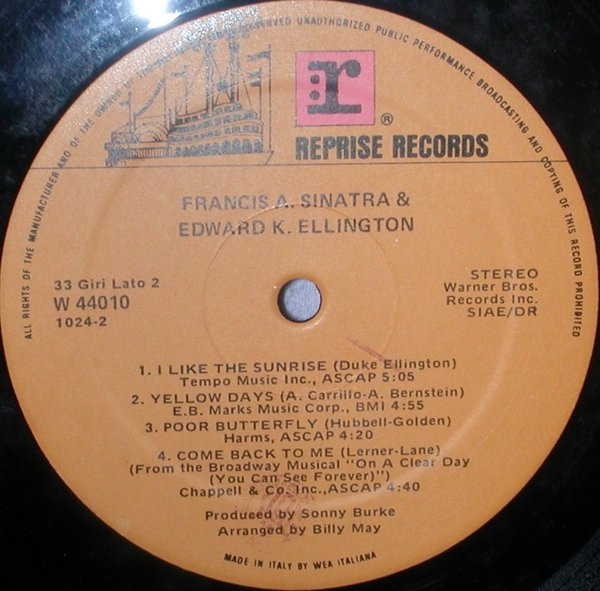 ALL RIGHTS OF THE MANUFACTURER AND OF THE OWNER OF RESERVED UNAUTHORIZED PUBLIC PERFORMANCE BROADCASTING AND COPYING OF THIS RECORD PROHIBITED
:r
®
REPRISE RECORDS
FRANCIS A. SINATRA &
EDWARD K. ELLINGTON
33 Giri Lato 2
W 44010
1024-2
STEREO
Warner Bros.
Records Inc.
SIAE/DR
1. I LIKE THE SUNRISE (Duke Ellington)
Tempo Music Inc., ASCAP 5:05
2. YELLOW DAYS (A. Carrillo-A. Bernstein)
E.B. Marks Music Corp., BMI 4:55
3. POOR BUTTERFLY (Hubbell-Golden)
Harms, ASCAP 4:20
4. COME BACK TO ME (Lerner-Lane)
(From the Broadway Musical "On A Clear Day
(You Can See Forever)")
Chappell & Co. Inc., ASCAP 4:40
Produced by Sonny Burke
Arranged by Billy May
MADE IN ITALY BY WEA ITALIANA